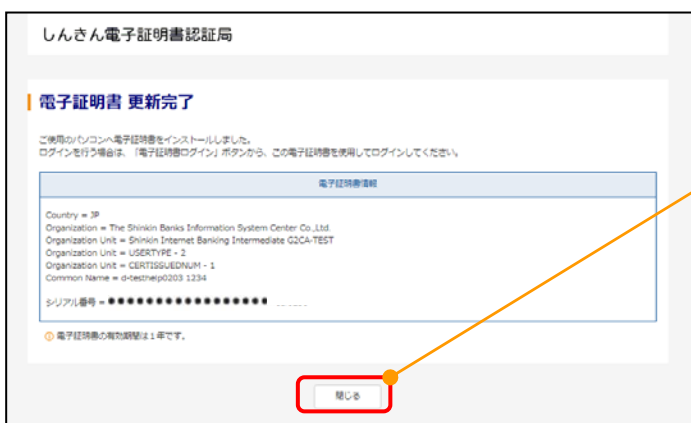 しんきん電子証明書認証局
電子証明書 更新完了
ご使用のパソコンへ電子証明書をインストールしました。
ログインを行う場合は、「電子証明書ログイン」ボタンから、この電子証明書を使用してログインしてください。
電子証明書情報
Country = JP
Organization = The Shinkin Banks Information System Center Co.,Ltd.
Organization Unit = Shinkin Internet Banking Intermediate G2CA-TEST
Organization Unit = USERTYPE - 2
Organization Unit = CERTISSUEDNUM - 1
Common Name = d-testhelp0203 1234
シリアル番号 = ●●●●●●●●●●●●●●●●●
電子証明書の有効期間は1年です。
閉じる